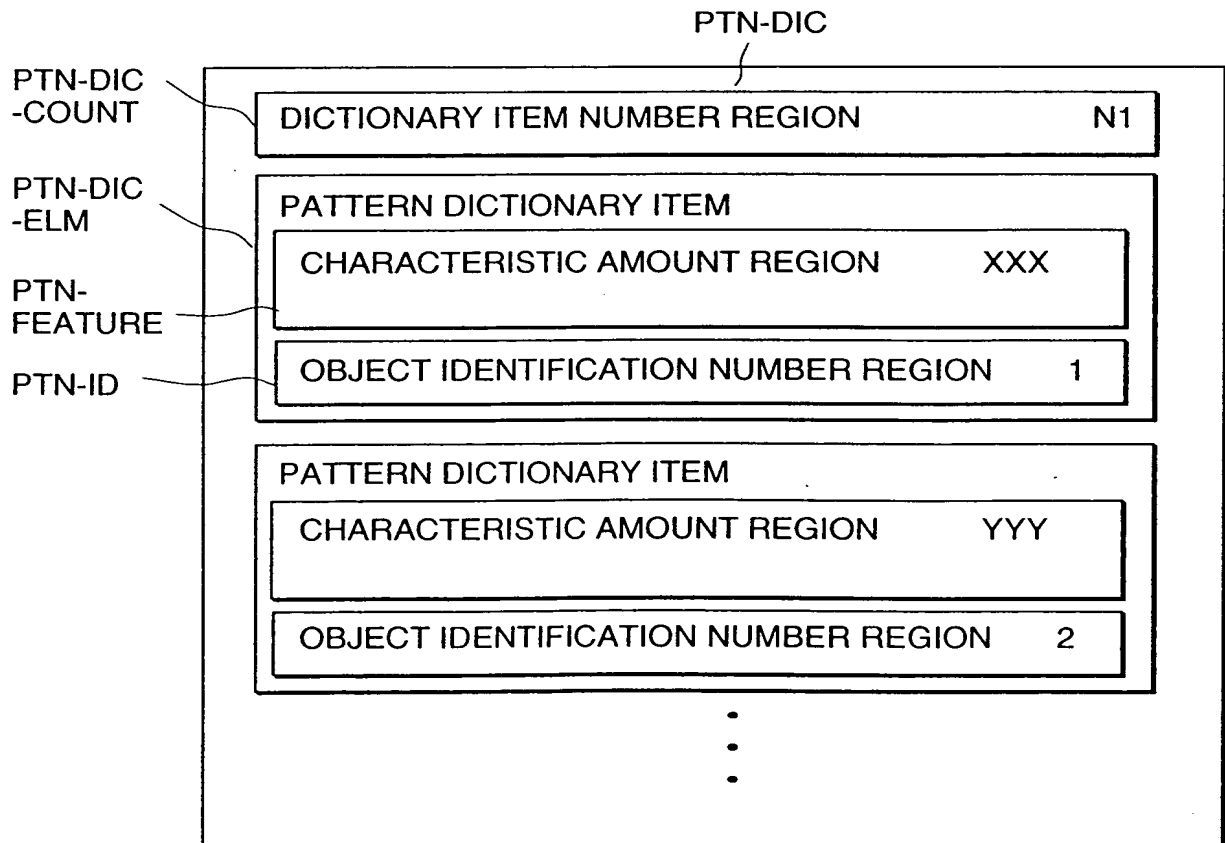 PTN-DIC
PTN-DIC
-COUNT
DICTIONARY ITEM NUMBER REGION N1
PTN-DIC
-ELM
PATTERN DICTIONARY ITEM
CHARACTERISTIC AMOUNT REGION XXX
PTN-
FEATURE
OBJECT IDENTIFICATION NUMBER REGION 1
PTN-ID
PATTERN DICTIONARY ITEM
CHARACTERISTIC AMOUNT REGION YYY
OBJECT IDENTIFICATION NUMBER REGION 2